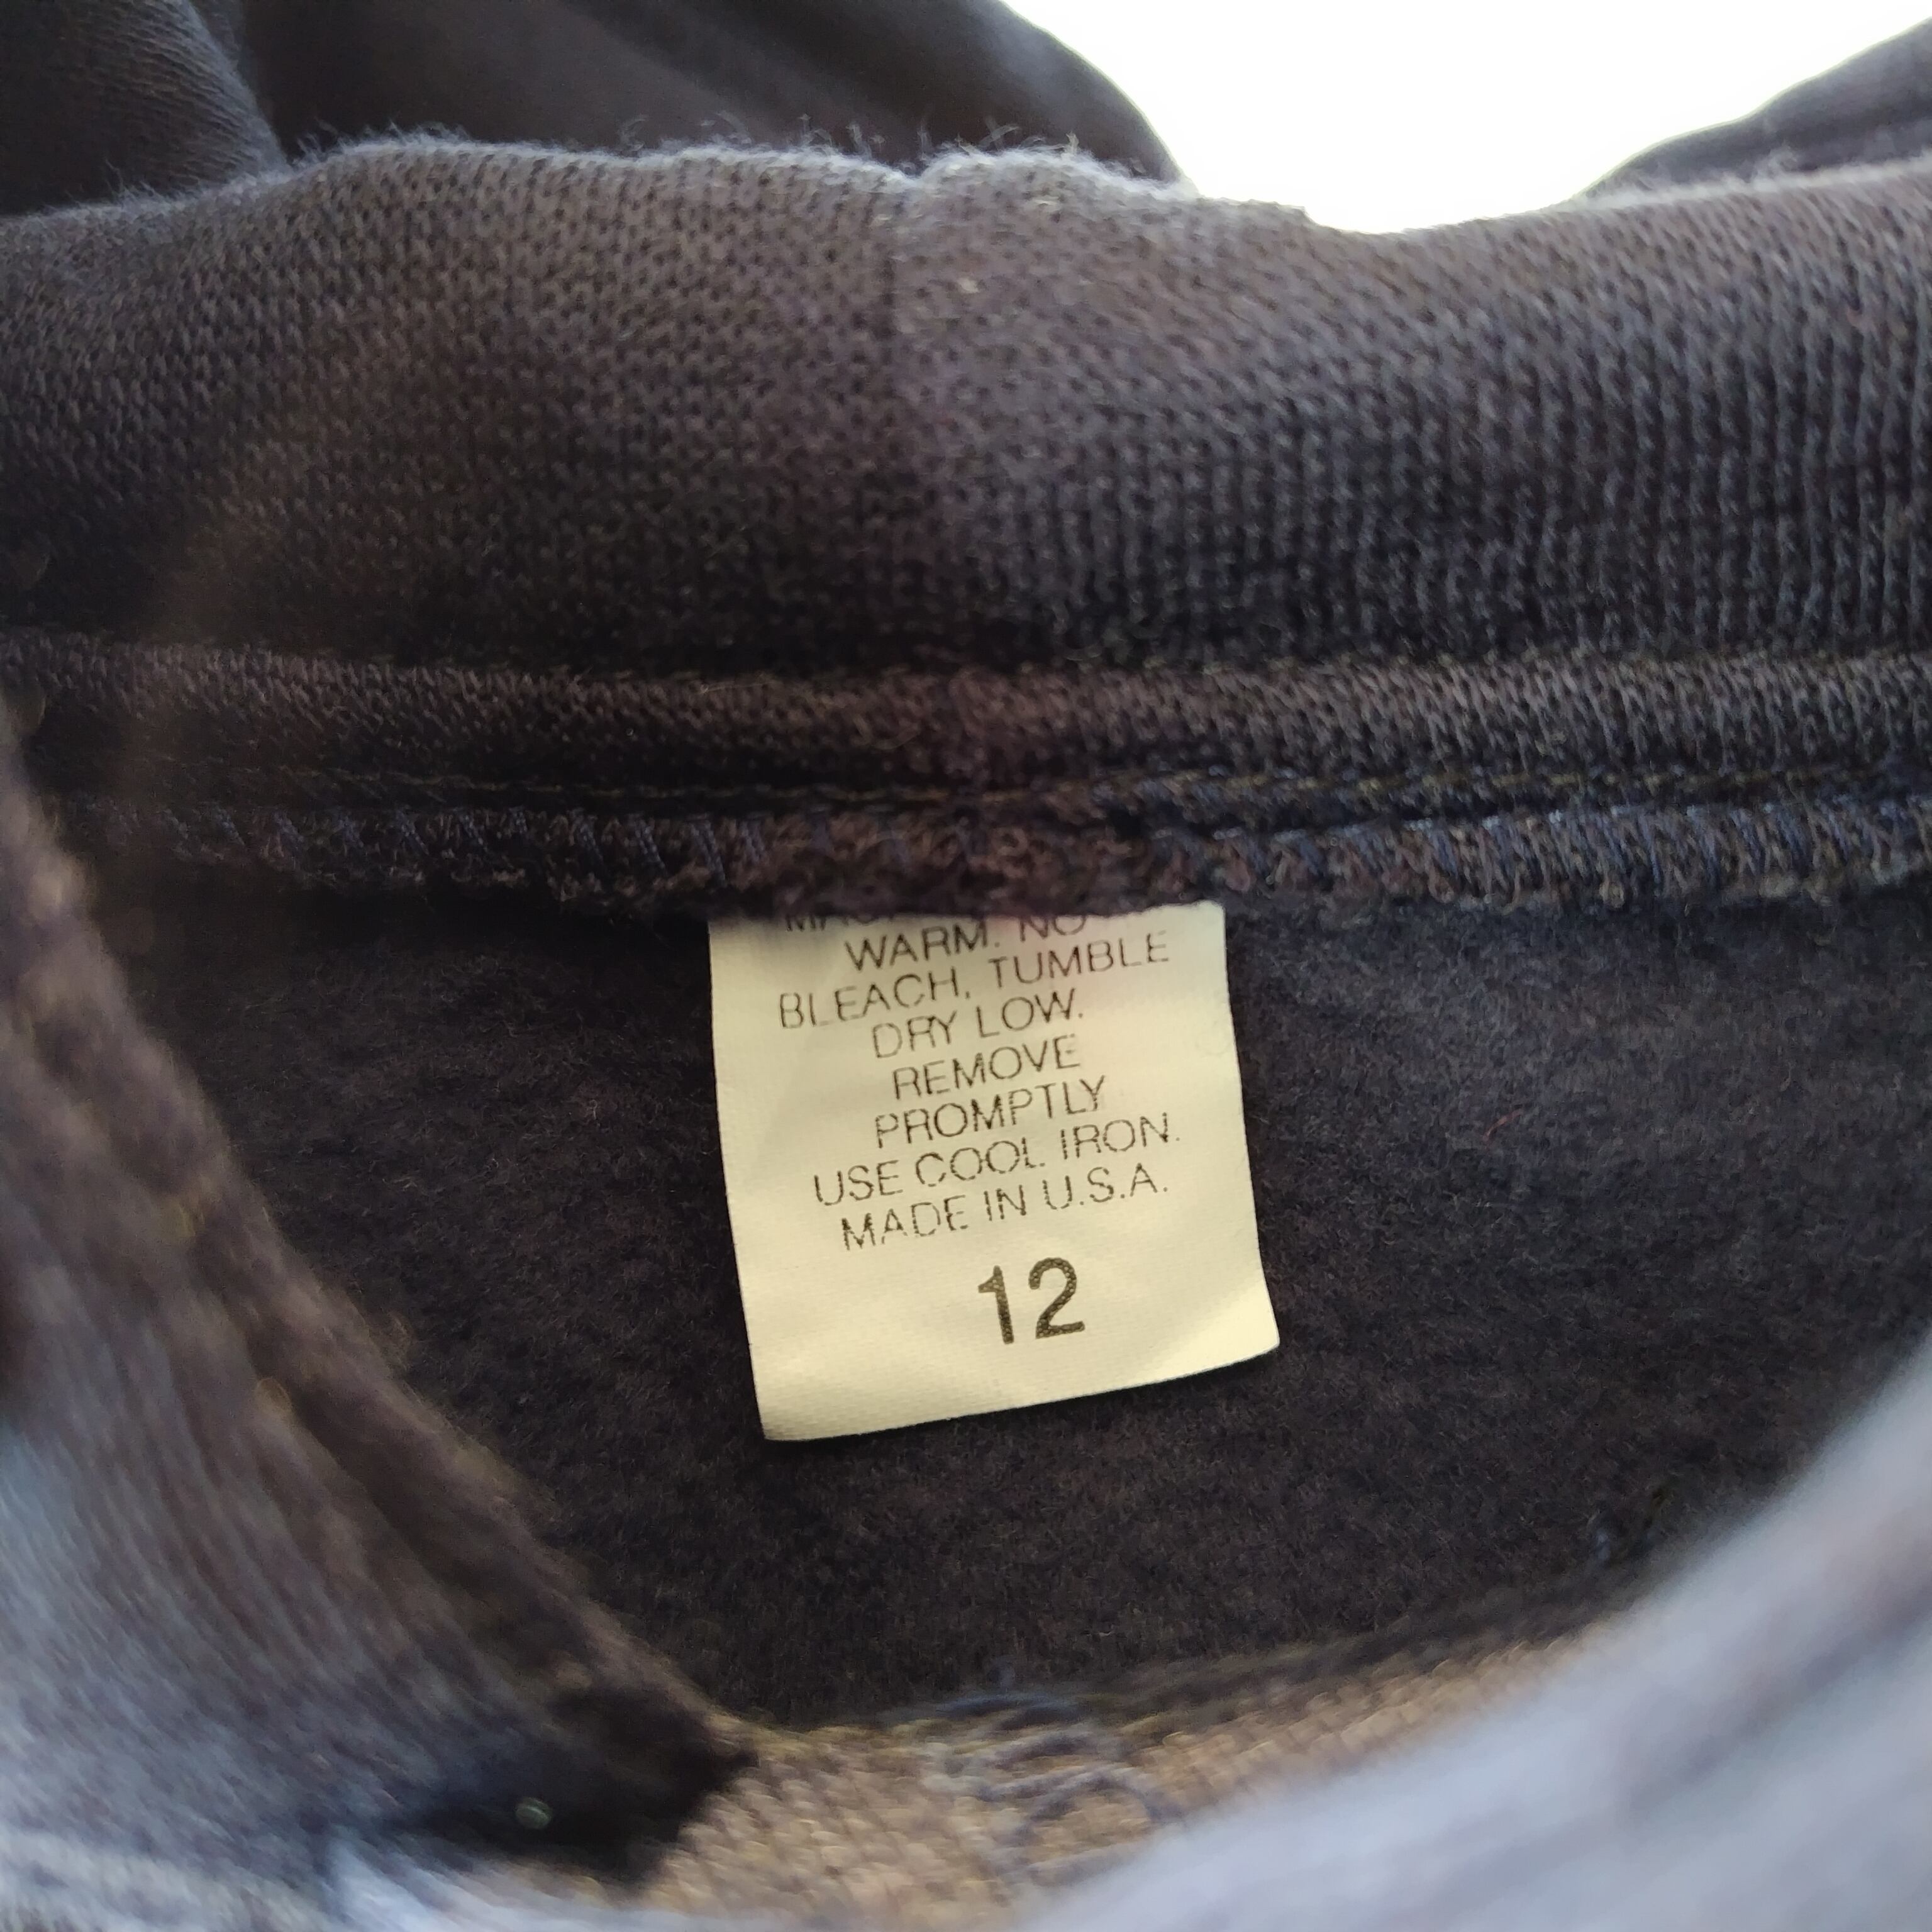 WARM. NO
BLEACH, TUMBLE
DRY LOW.
REMOVE
PROMPTLY
USE COOL IRON.
MADE IN U.S.A.
12